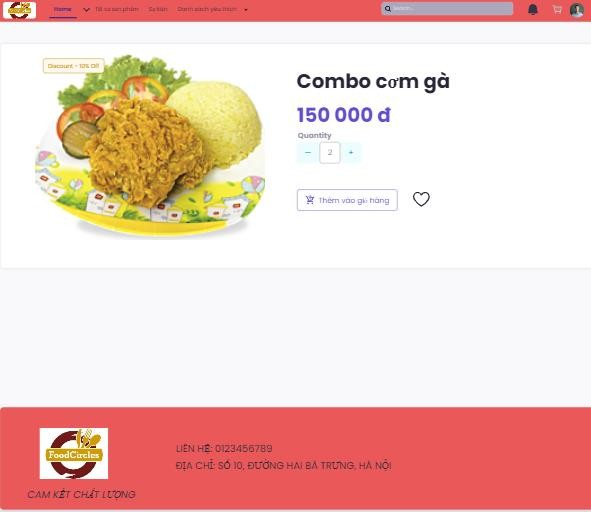 Home
Tất cả sản phẩm
Sự kiện
Danh sách yêu thích
Search...
Discount - 10% Off
Combo cơm gà
150 000 đ
Quantity
— 2 +
Thêm vào giỏ hàng
FoodCircles
LIÊN HỆ: 0123456789
ĐỊA CHỈ: SỐ 10, ĐƯỜNG HAI BÀ TRƯNG, HÀ NỘI
CAM KẾT CHẤT LƯỢNG